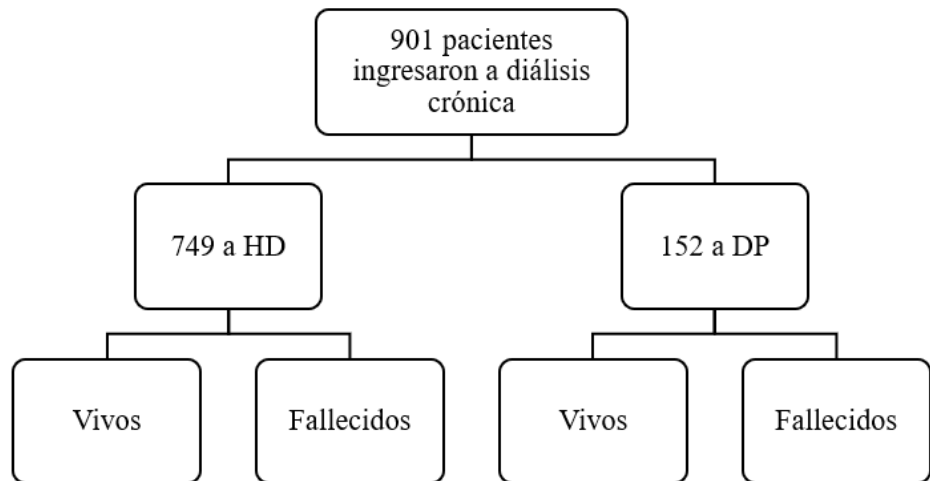 901 pacientes
ingresaron a diálisis
crónica
749 a HD
152 a DP
Vivos
Fallecidos
Vivos
Fallecidos